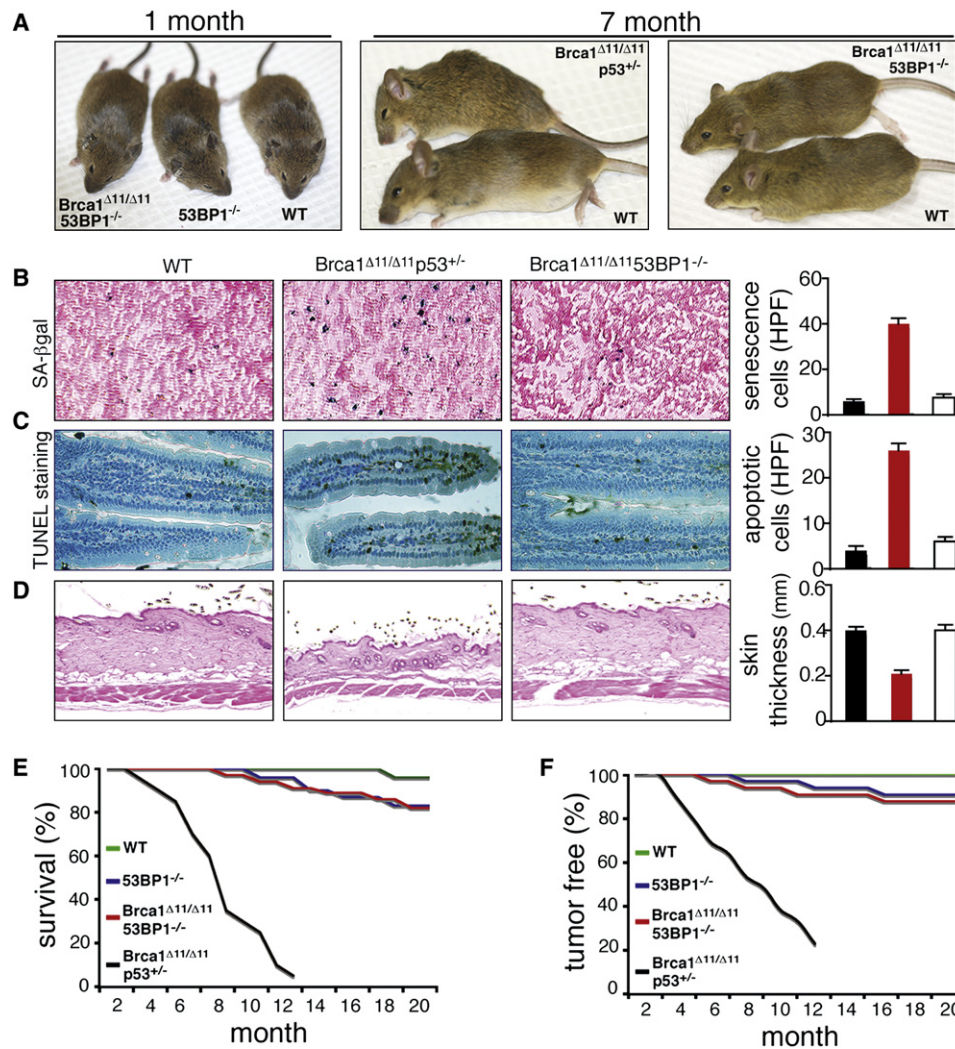 A
1 month
7 month
Brca1Δ11/Δ11
53BP1-/-
53BP1-/-
WT
Brca1Δ11/Δ11
p53+/-
WT
Brca1Δ11/Δ11
53BP1-/-
WT
WT
Brca1Δ11/Δ11p53+/-
Brca1Δ11/Δ1153BP1-/-
B
SA-βgal
senescence
cells (HPF)
60
40
20
0
C
TUNEL staining
apoptotic
cells (HPF)
30
18
6
0
D
skin
thickness (mm)
0.6
0.4
0.2
0
E
survival (%)
100
80
60
40
20
0
WT
53BP1-/-
Brca1Δ11/Δ11
53BP1-/-
Brca1Δ11/Δ11
p53+/-
2 4 6 8 10 12 14 16 18 20
month
F
tumor free (%)
100
80
60
40
20
0
WT
53BP1-/-
Brca1Δ11/Δ11
53BP1-/-
Brca1Δ11/Δ11
p53+/-
2 4 6 8 10 12 14 16 18 20
month